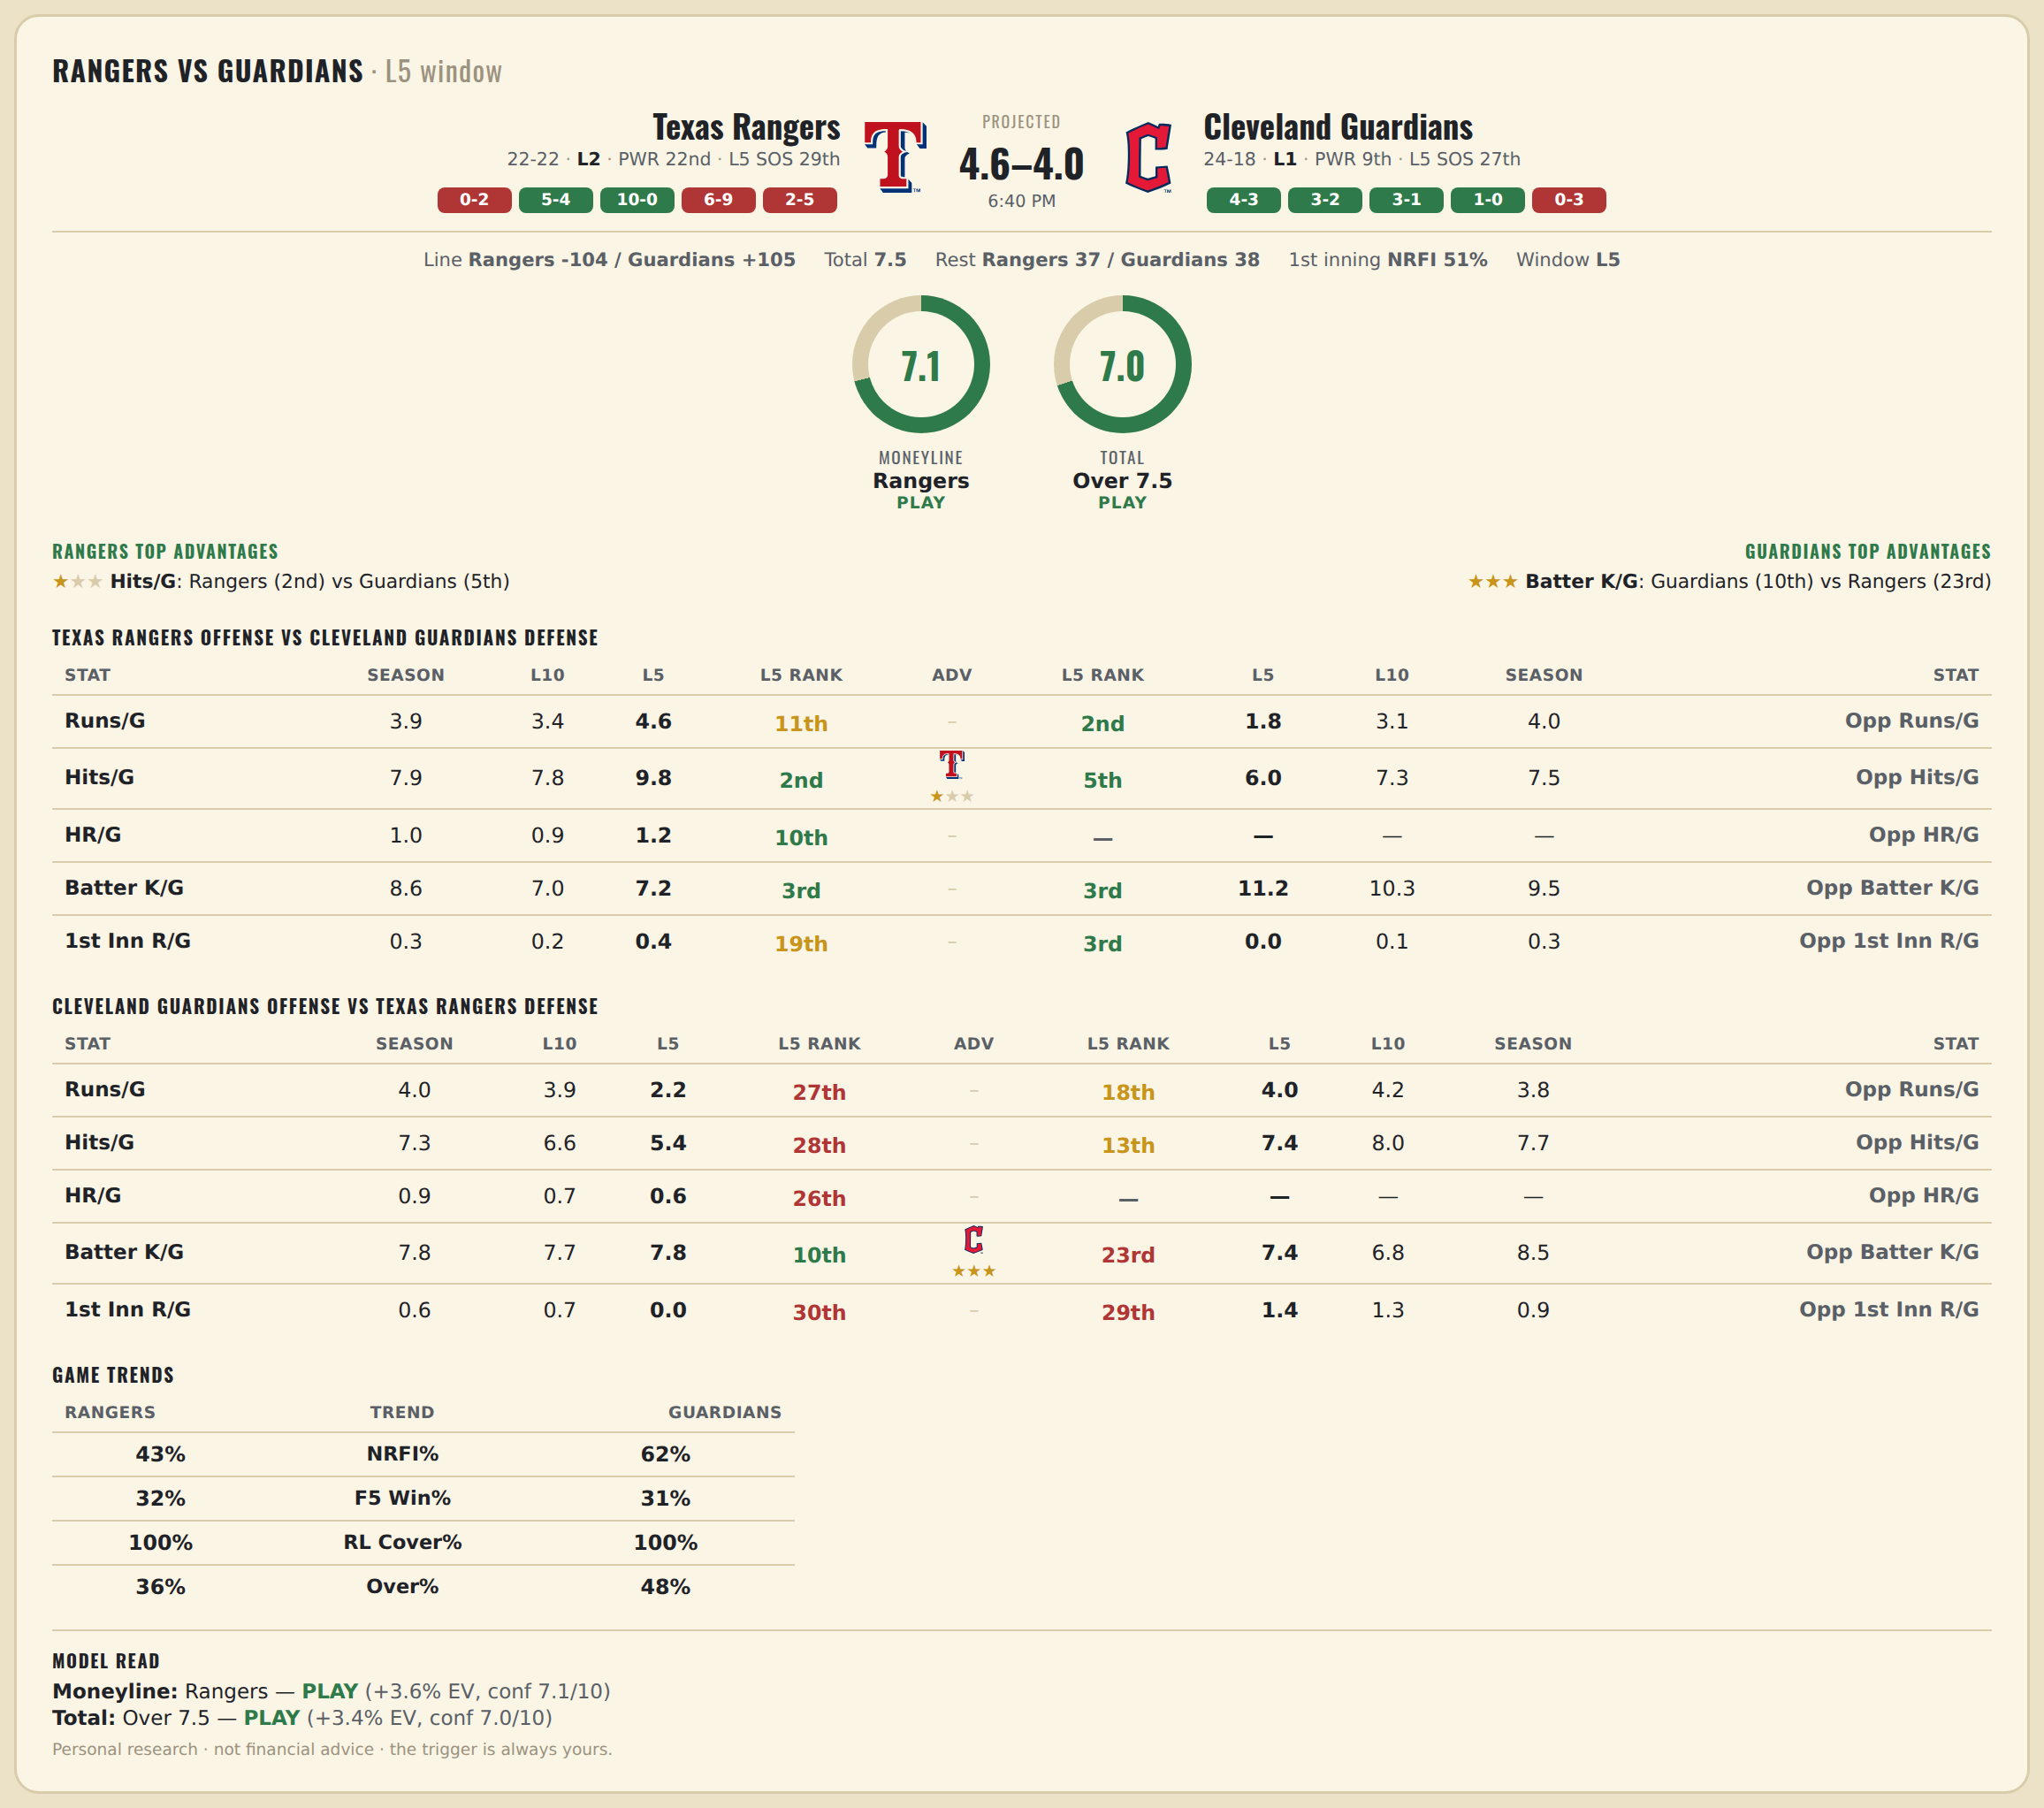 RANGERS VS GUARDIANS · L5 window
Texas Rangers
22-22 · L2 · PWR 22nd · L5 SOS 29th
0-2 5-4 10-0 6-9 2-5
T ™
PROJECTED
4.6–4.0
6:40 PM
C ™
Cleveland Guardians
24-18 · L1 · PWR 9th · L5 SOS 27th
4-3 3-2 3-1 1-0 0-3
Line Rangers -104 / Guardians +105 Total 7.5 Rest Rangers 37 / Guardians 38 1st inning NRFI 51% Window L5
7.1
MONEYLINE
Rangers
PLAY
7.0
TOTAL
Over 7.5
PLAY
RANGERS TOP ADVANTAGES
★★★ Hits/G: Rangers (2nd) vs Guardians (5th)
GUARDIANS TOP ADVANTAGES
★★★ Batter K/G: Guardians (10th) vs Rangers (23rd)
TEXAS RANGERS OFFENSE VS CLEVELAND GUARDIANS DEFENSE
STAT SEASON L10 L5 L5 RANK ADV L5 RANK L5 L10 SEASON STAT
Runs/G 3.9 3.4 4.6 11th – 2nd 1.8 3.1 4.0 Opp Runs/G
Hits/G 7.9 7.8 9.8 2nd T ★★★ 5th 6.0 7.3 7.5 Opp Hits/G
HR/G 1.0 0.9 1.2 10th – — — — — Opp HR/G
Batter K/G 8.6 7.0 7.2 3rd – 3rd 11.2 10.3 9.5 Opp Batter K/G
1st Inn R/G 0.3 0.2 0.4 19th – 3rd 0.0 0.1 0.3 Opp 1st Inn R/G
CLEVELAND GUARDIANS OFFENSE VS TEXAS RANGERS DEFENSE
STAT SEASON L10 L5 L5 RANK ADV L5 RANK L5 L10 SEASON STAT
Runs/G 4.0 3.9 2.2 27th – 18th 4.0 4.2 3.8 Opp Runs/G
Hits/G 7.3 6.6 5.4 28th – 13th 7.4 8.0 7.7 Opp Hits/G
HR/G 0.9 0.7 0.6 26th – — — — — Opp HR/G
Batter K/G 7.8 7.7 7.8 10th C ★★★ 23rd 7.4 6.8 8.5 Opp Batter K/G
1st Inn R/G 0.6 0.7 0.0 30th – 29th 1.4 1.3 0.9 Opp 1st Inn R/G
GAME TRENDS
RANGERS TREND GUARDIANS
43% NRFI% 62%
32% F5 Win% 31%
100% RL Cover% 100%
36% Over% 48%
MODEL READ
Moneyline: Rangers — PLAY (+3.6% EV, conf 7.1/10)
Total: Over 7.5 — PLAY (+3.4% EV, conf 7.0/10)
Personal research · not financial advice · the trigger is always yours.